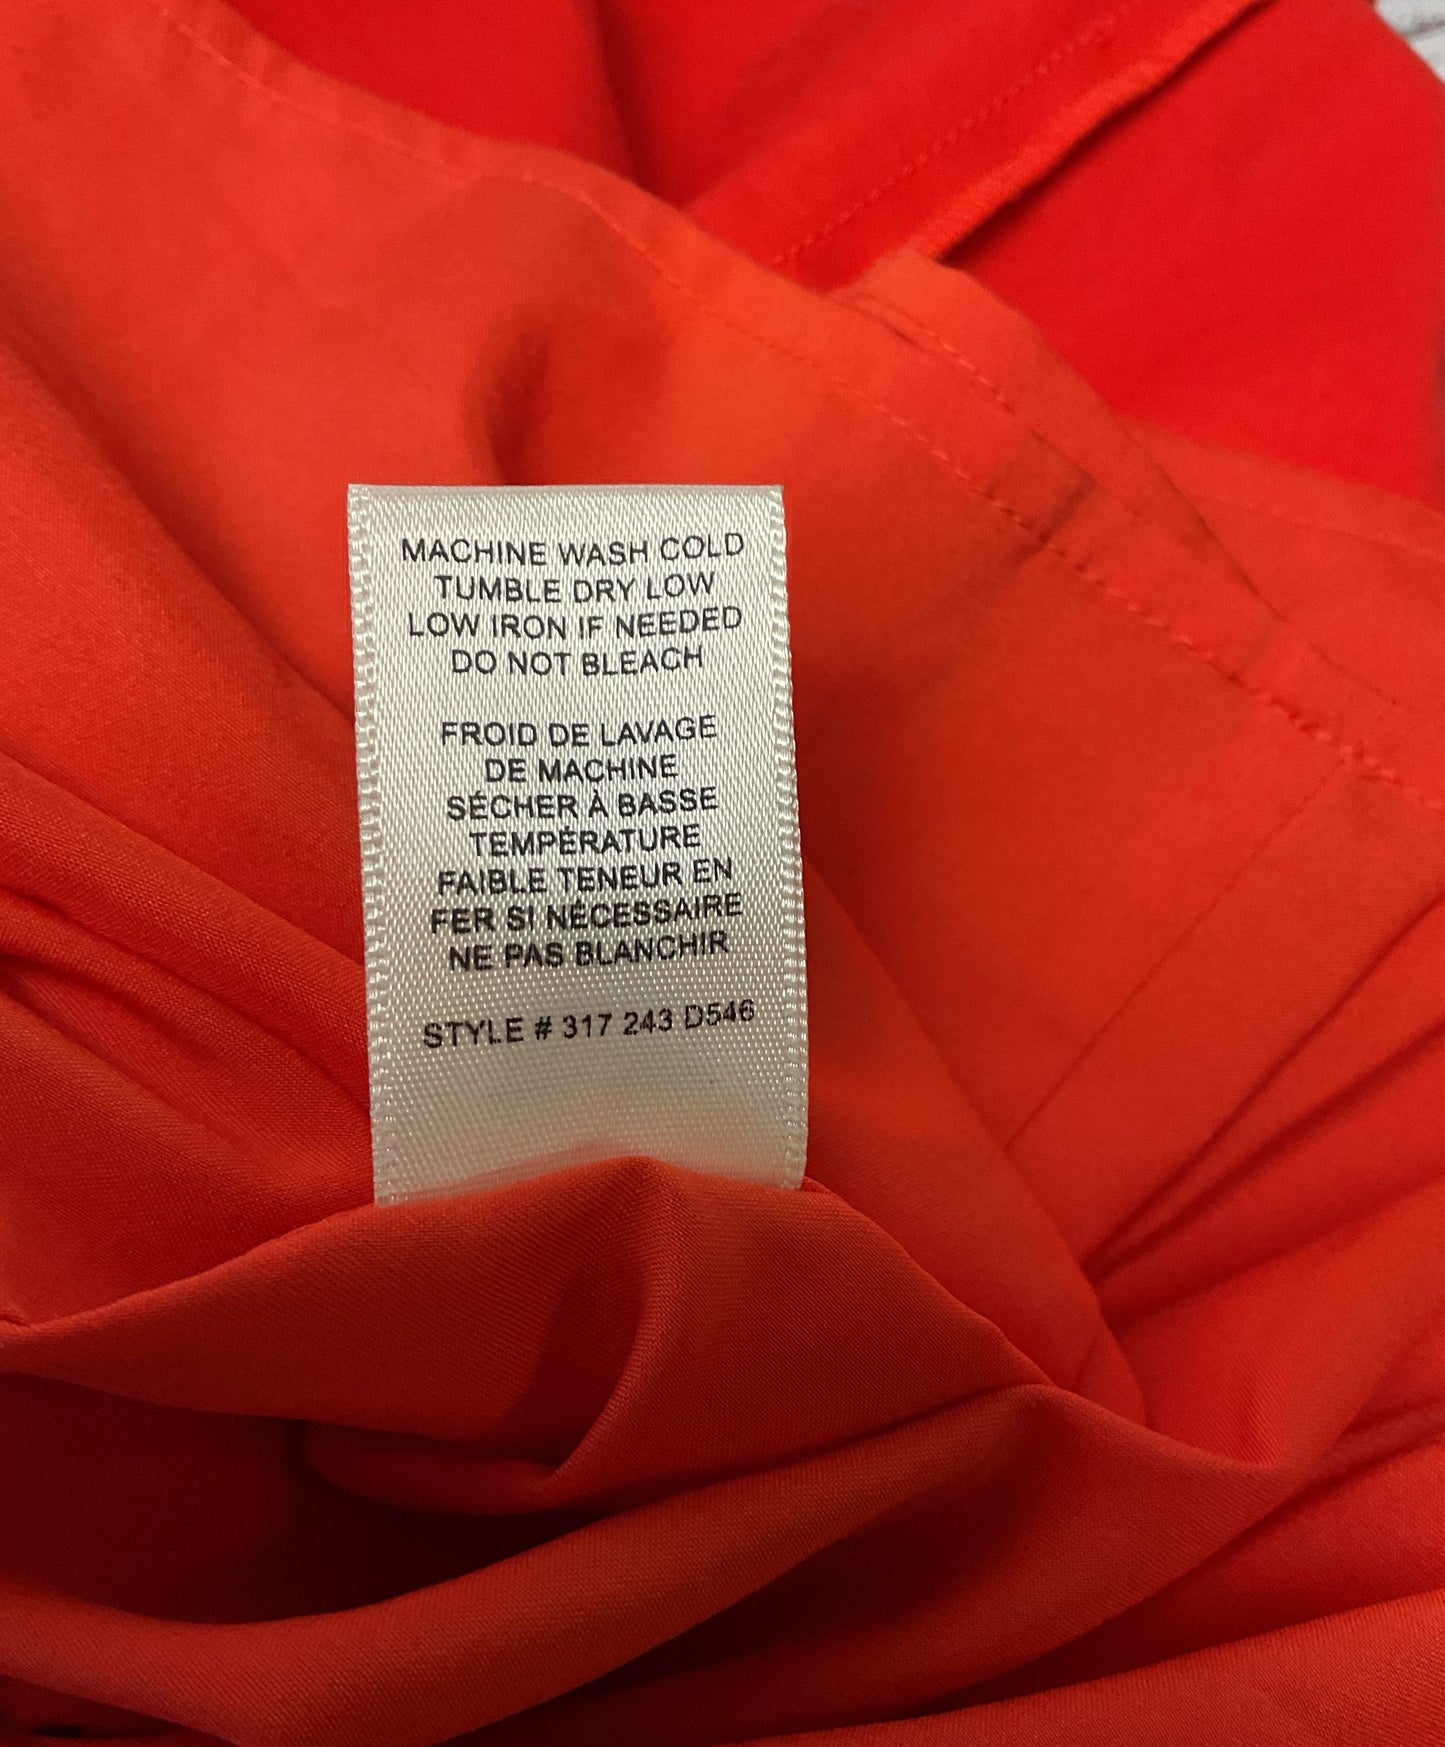 MACHINE WASH COLD
TUMBLE DRY LOW
LOW IRON IF NEEDED
DO NOT BLEACH
FROID DE LAVAGE
DE MACHINE
SÉCHER À BASSE
TEMPÉRATURE
FAIBLE TENEUR EN
FER SI NÉCESSAIRE
NE PAS BLANCHIR
STYLE # 317 243 D546